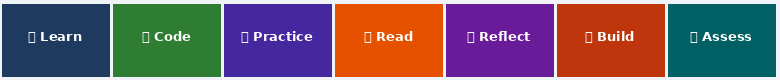 Learn
Code
Practice
Read
Reflect
Build
Assess